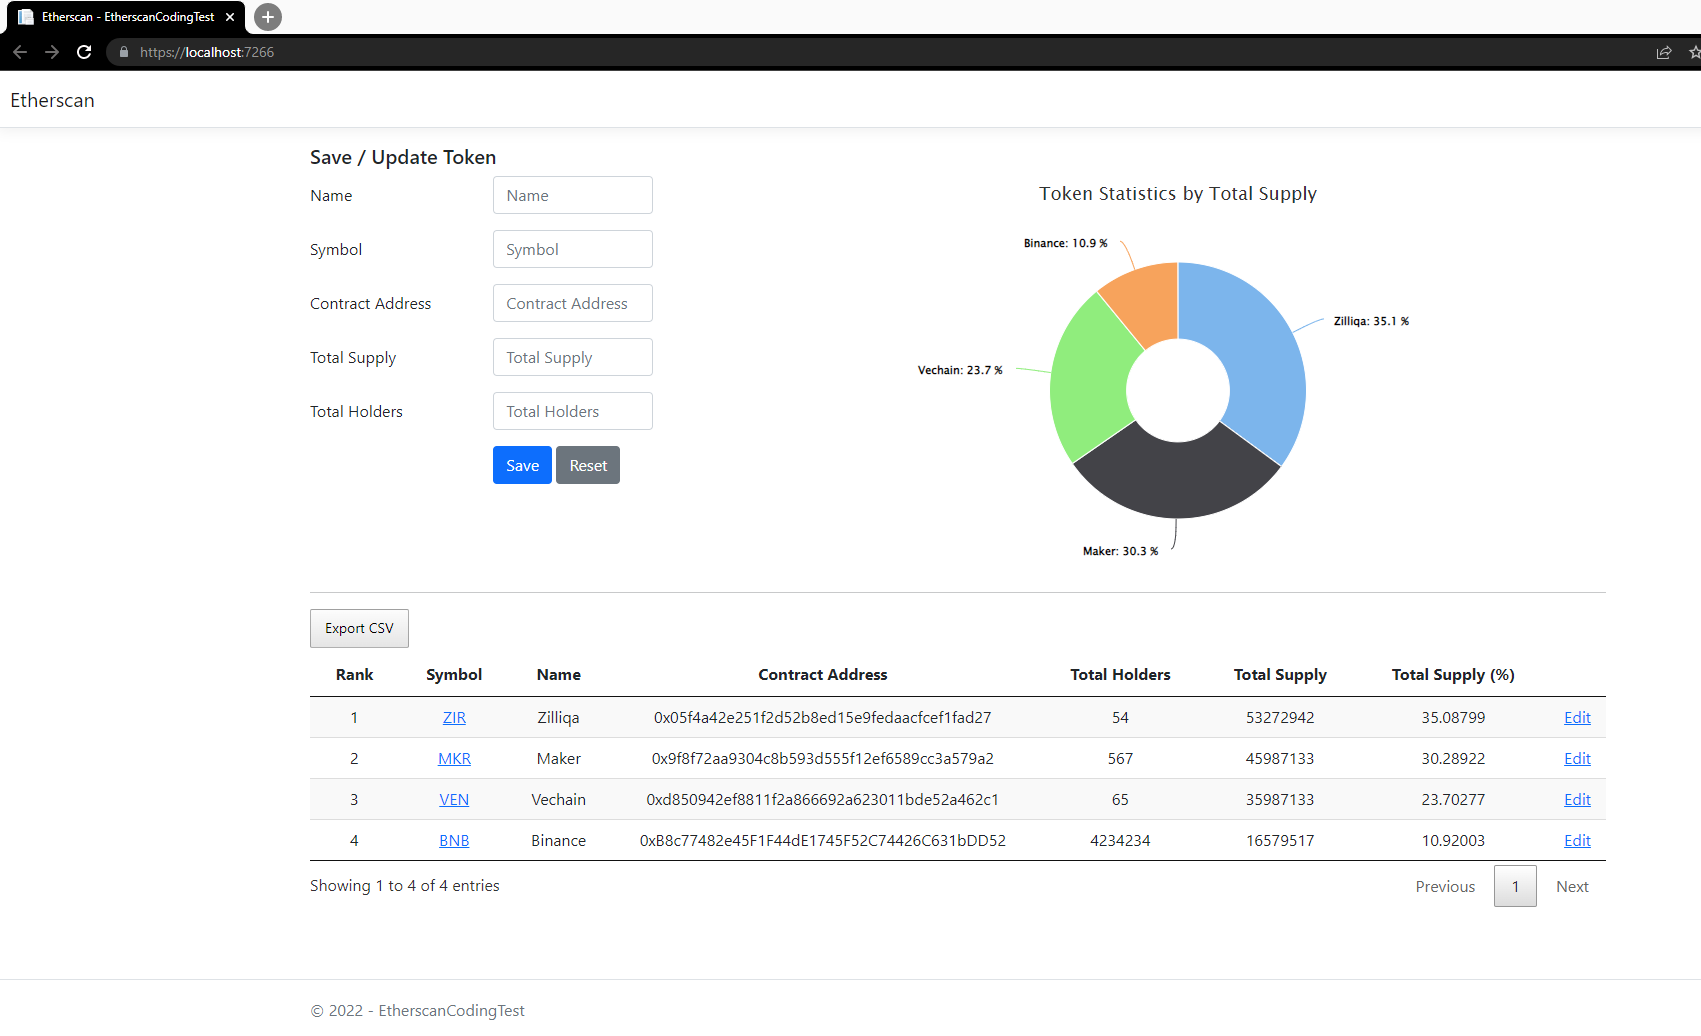 Etherscan - EtherscanCodingTest
https://localhost:7266
Etherscan
Save / Update Token
Name Name
Symbol Symbol
Contract Address Contract Address
Total Supply Total Supply
Total Holders Total Holders
Save Reset
Token Statistics by Total Supply
Binance: 10.9 %
Zilliqa: 35.1 %
Vechain: 23.7 %
Maker: 30.3 %
Export CSV
Rank Symbol Name Contract Address Total Holders Total Supply Total Supply (%)
1 ZIR Zilliqa 0x05f4a42e251f2d52b8ed15e9fedaacfcef1fad27 54 53272942 35.08799 Edit
2 MKR Maker 0x9f8f72aa9304c8b593d555f12ef6589cc3a579a2 567 45987133 30.28922 Edit
3 VEN Vechain 0xd850942ef8811f2a866692a623011bde52a462c1 65 35987133 23.70277 Edit
4 BNB Binance 0xB8c77482e45F1F44dE1745F52C74426C631bDD52 4234234 16579517 10.92003 Edit
Showing 1 to 4 of 4 entries
Previous 1 Next
© 2022 - EtherscanCodingTest